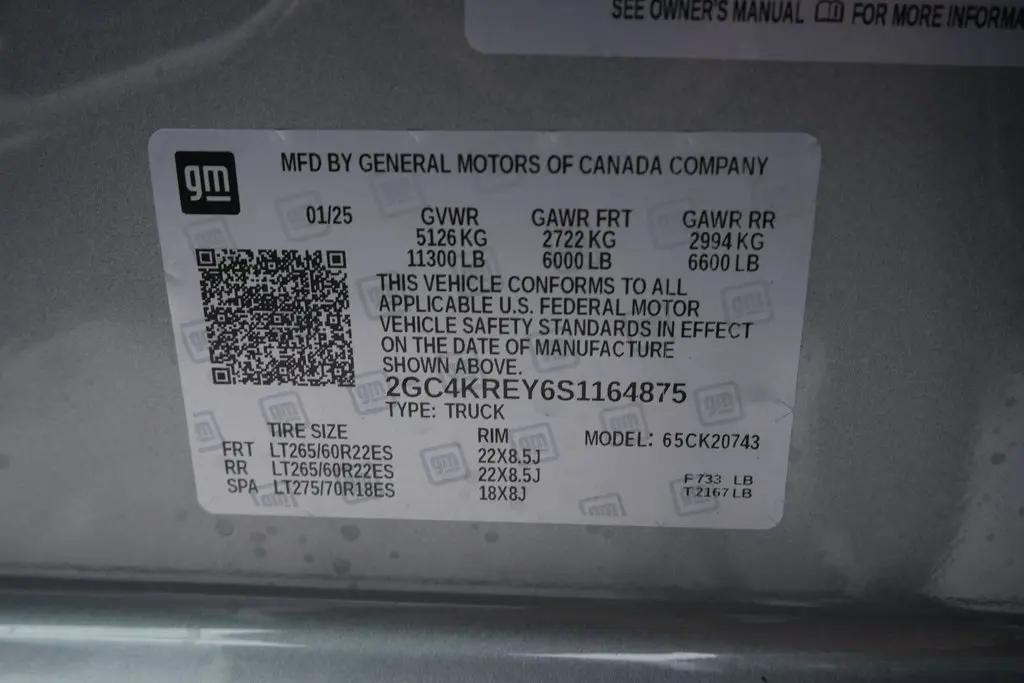 SEE OWNER'S MANUAL FOR MORE INFORMA
gm
MFD BY GENERAL MOTORS OF CANADA COMPANY
01/25 GVWR GAWR FRT GAWR RR
5126 KG 2722 KG 2994 KG
11300 LB 6000 LB 6600 LB
THIS VEHICLE CONFORMS TO ALL
APPLICABLE U.S. FEDERAL MOTOR
VEHICLE SAFETY STANDARDS IN EFFECT
ON THE DATE OF MANUFACTURE
SHOWN ABOVE.
2GC4KREY6S1164875
TYPE: TRUCK
TIRE SIZE RIM MODEL: 65CK20743
FRT LT265/60R22ES 22X8.5J
RR LT265/60R22ES 22X8.5J F 733 LB
SPA LT275/70R18ES 18X8J T 2167 LB